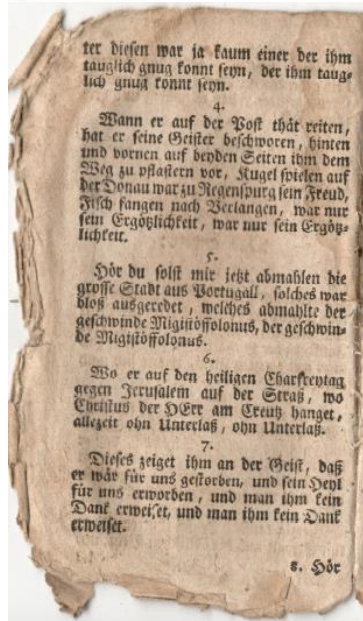 ter diesen war ja kaum einer der ihm
tauglich gnug konnt seyn, der ihm taug-
lich gnug konnt seyn.
4.
Wann er auf der Post thät reiten,
hat er seine Geister beschworen, hinten
und vornen auf beyden Seiten ihm dem
Weg zu pflastern vor, Kugel spielen auf
der Donau war zu Regenspurg sein Freud,
Fisch fangen nach Verlangen, war nur
sein Ergötzlichkeit, war nur sein Ergötz-
lichkeit.
5.
Hör du solst mir jetzt abmahlen die
grosse Stadt aus Portugall, solches war
bloß ausgeredet, welches abmahlte der
geschwinde Migistöffolonus, der geschwin-
de Migistöffolonus.
6.
Wo er auf den heiligen Charfreytag
gegen Jerusalem auf der Straß, wo
Christus der HErr am Creutz hanget,
allezeit ohn Unterlaß, ohn Unterlaß.
7.
Dieses zeiget ihm an der Geist, daß
er wär für uns gestorben, und sein Heyl
für uns erworben, und man ihm kein
Dank erweiset, und man ihm kein Dank
erweiset.
8. Hör